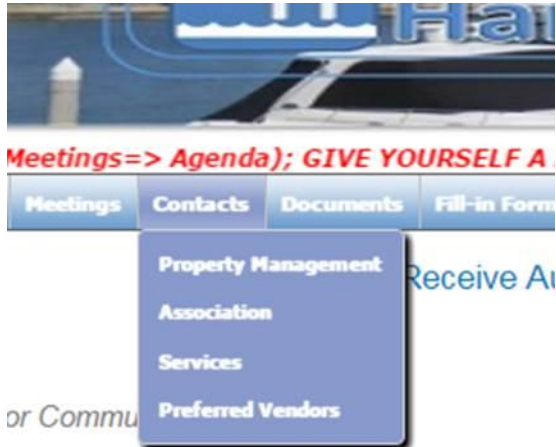 Meetings=> Agenda); GIVE YOURSELF A
Meetings Contacts Documents Fill-in Form
Property Management
Receive Au
Association
Services
or Commu
Preferred Vendors